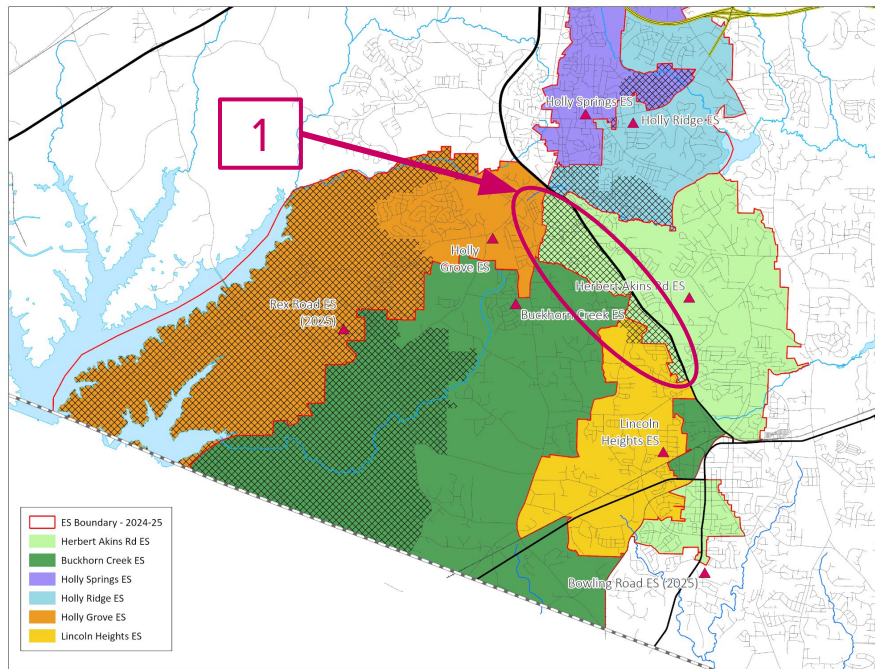 Holly Springs ES
Holly Ridge ES
1
Holly
Grove ES
Herbert Akins Rd ES
Rex Road ES
(2025)
Buckhorn Creek ES
Lincoln
Heights ES
Bowling Road ES (2025)
ES Boundary - 2024-25
Herbert Akins Rd ES
Buckhorn Creek ES
Holly Springs ES
Holly Ridge ES
Holly Grove ES
Lincoln Heights ES